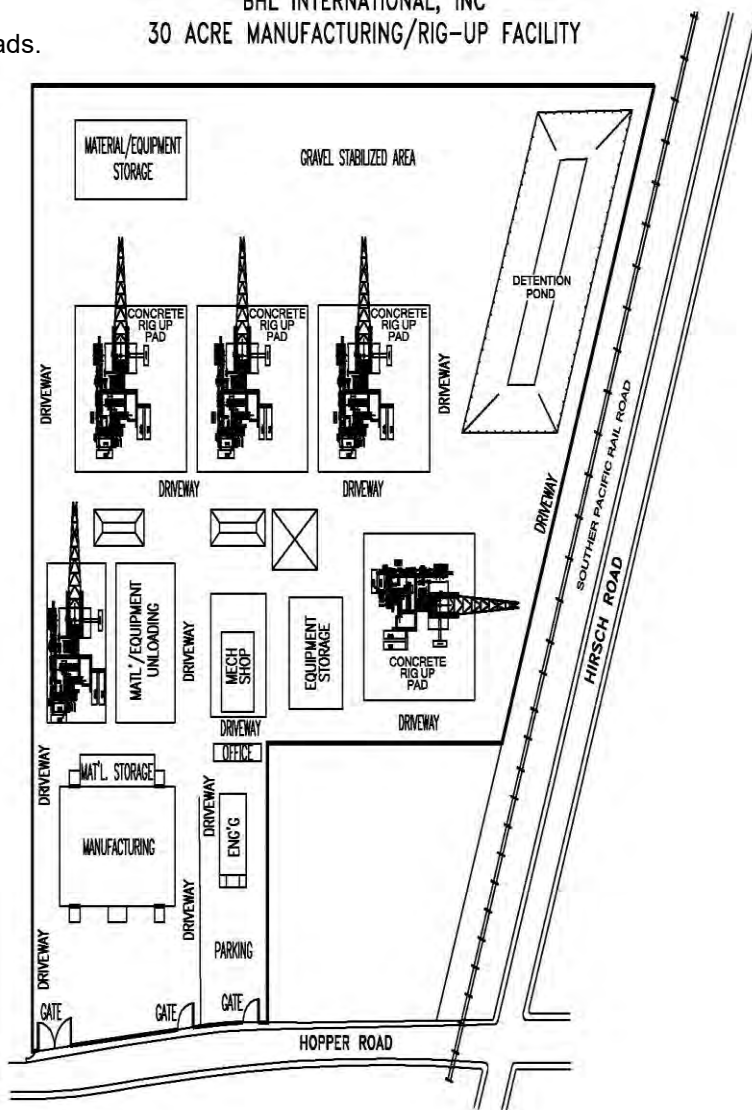 BHL INTERNATIONAL, INC
30 ACRE MANUFACTURING/RIG-UP FACILITY
ads.
MATERIAL/EQUIPMENT
STORAGE
GRAVEL STABILIZED AREA
DETENTION
POND
CONCRETE
RIG UP
PAD
CONCRETE
RIG UP
PAD
CONCRETE
RIG UP
PAD
DRIVEWAY
DRIVEWAY
DRIVEWAY
DRIVEWAY
DRIVEWAY
SOUTHER PACIFIC RAIL ROAD
HIRSCH ROAD
MAT'L'/EQUIPMENT
UNLOADING
DRIVEWAY
MECH
SHOP
EQUIPMENT
STORAGE
CONCRETE
RIG UP
PAD
DRIVEWAY
DRIVEWAY
OFFICE
DRIVEWAY
MAT'L. STORAGE
MANUFACTURING
DRIVEWAY
ENG'G
DRIVEWAY
PARKING
DRIVEWAY
GATE
GATE
GATE
HOPPER ROAD